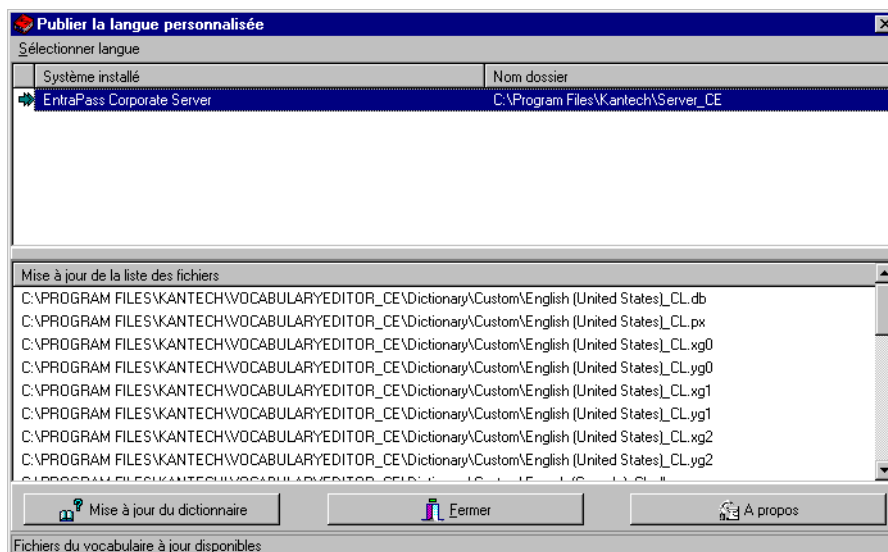 Publier la langue personnalisée
Sélectionner langue
Système installé Nom dossier
EntraPass Corporate Server C:\Program Files\Kantech\Server_CE
Mise à jour de la liste des fichiers
C:\PROGRAM FILES\KANTECH\VOCABULARYEDITOR_CE\Dictionary\Custom\English (United States)_CL.db
C:\PROGRAM FILES\KANTECH\VOCABULARYEDITOR_CE\Dictionary\Custom\English (United States)_CL.px
C:\PROGRAM FILES\KANTECH\VOCABULARYEDITOR_CE\Dictionary\Custom\English (United States)_CL.xg0
C:\PROGRAM FILES\KANTECH\VOCABULARYEDITOR_CE\Dictionary\Custom\English (United States)_CL.yg0
C:\PROGRAM FILES\KANTECH\VOCABULARYEDITOR_CE\Dictionary\Custom\English (United States)_CL.xg1
C:\PROGRAM FILES\KANTECH\VOCABULARYEDITOR_CE\Dictionary\Custom\English (United States)_CL.yg1
C:\PROGRAM FILES\KANTECH\VOCABULARYEDITOR_CE\Dictionary\Custom\English (United States)_CL.xg2
C:\PROGRAM FILES\KANTECH\VOCABULARYEDITOR_CE\Dictionary\Custom\English (United States)_CL.yg2
Mise à jour du dictionnaire Fermer A propos
Fichiers du vocabulaire à jour disponibles